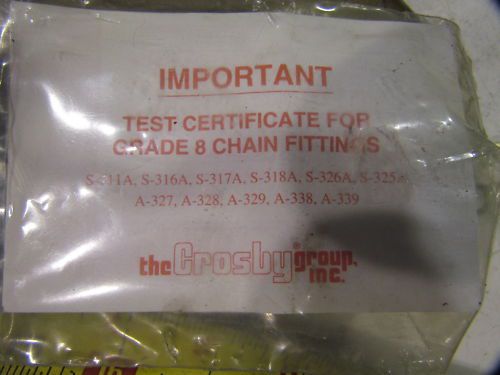 IMPORTANT
TEST CERTIFICATE FOR
GRADE 8 CHAIN FITTINGS
S-311A, S-316A, S-317A, S-318A, S-326A, S-325A
A-327, A-328, A-329, A-338, A-339
the Crosby® group, inc.